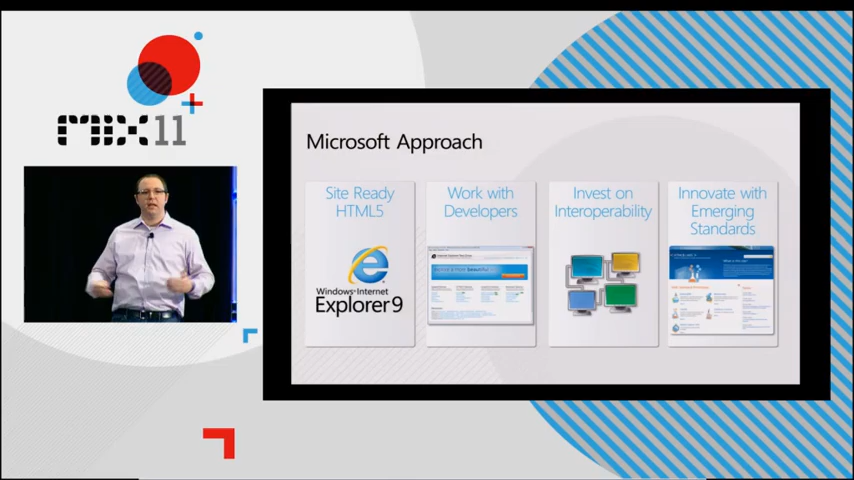 MIX11
Microsoft Approach
Site Ready
HTML5
Windows Internet
Explorer 9
Work with
Developers
Invest on
Interoperability
Innovate with
Emerging
Standards